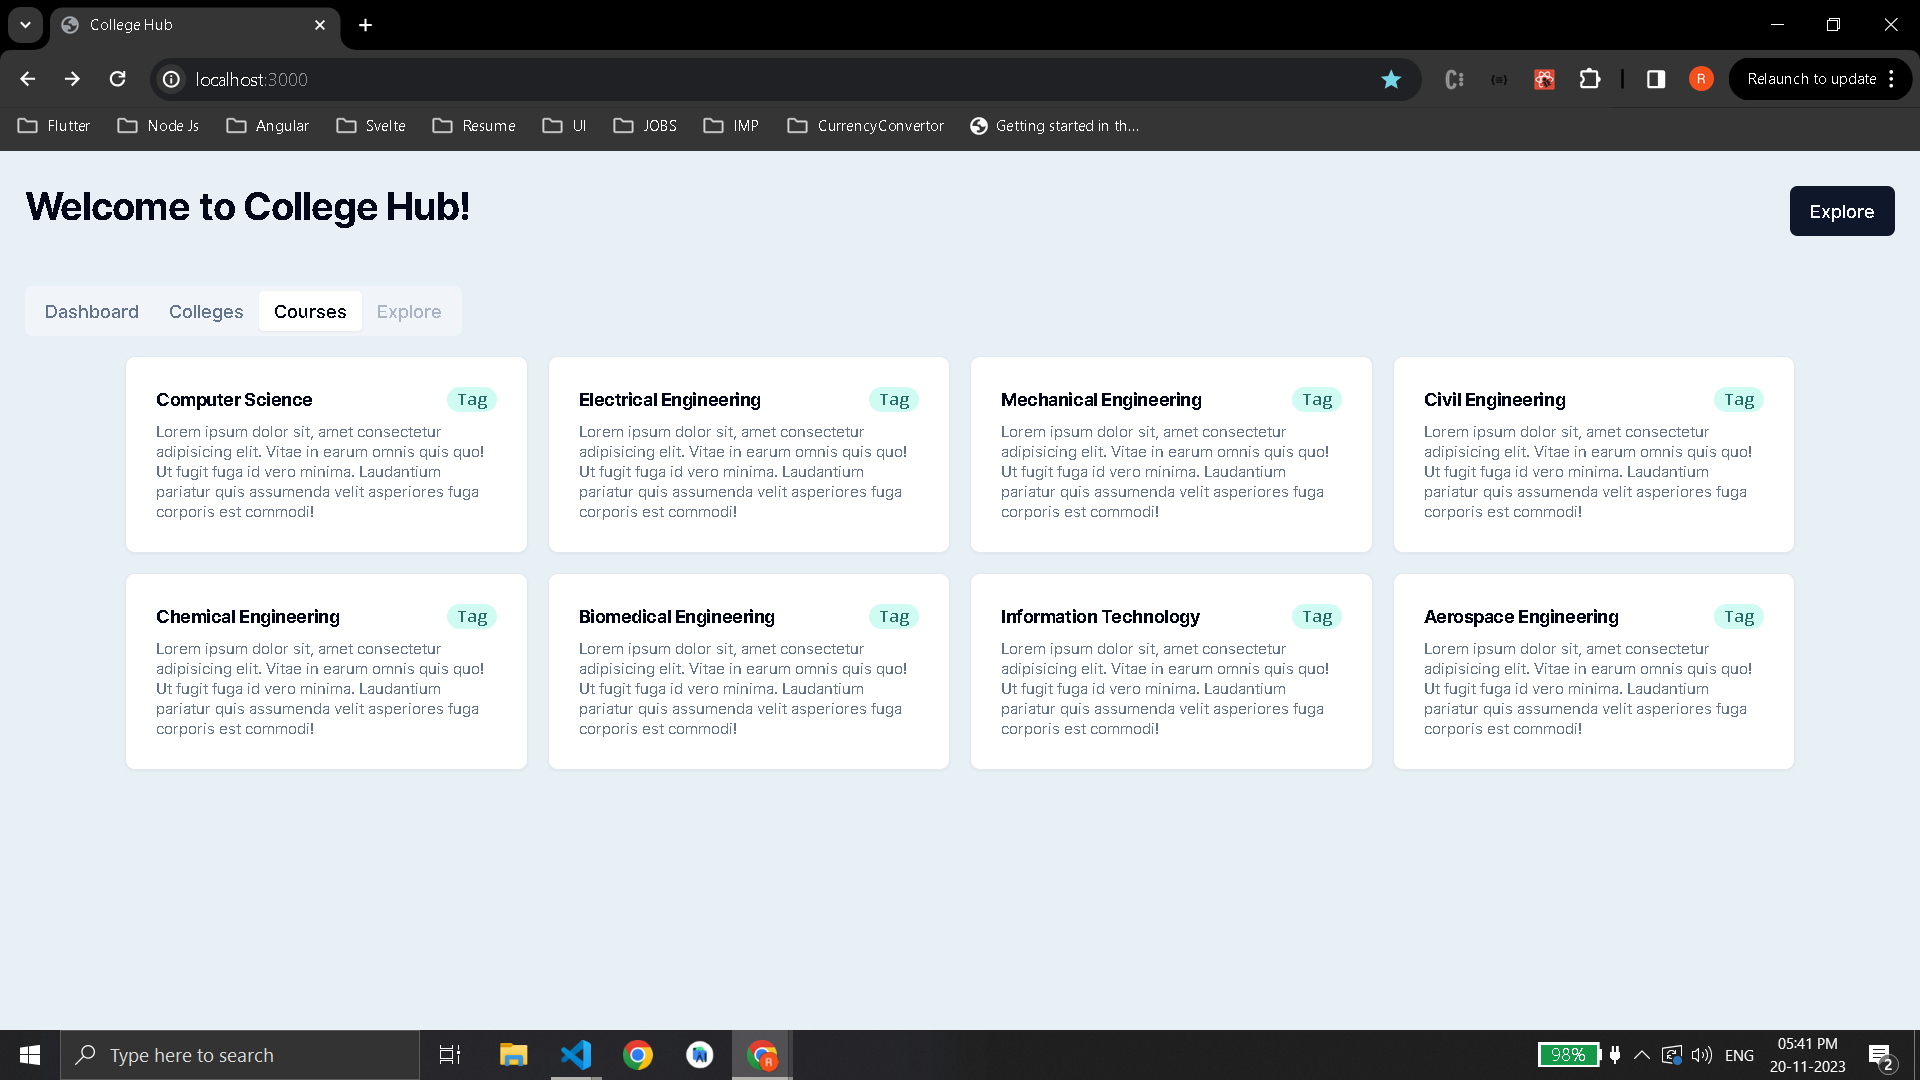 College Hub
localhost:3000
Relaunch to update
R
Flutter
Node Js
Angular
Svelte
Resume
UI
JOBS
IMP
CurrencyConvertor
Getting started in th...
Welcome to College Hub!
Explore
Dashboard
Colleges
Courses
Explore
Computer Science
Tag
Lorem ipsum dolor sit, amet consectetur
adipisicing elit. Vitae in earum omnis quis quo!
Ut fugit fuga id vero minima. Laudantium
pariatur quis assumenda velit asperiores fuga
corporis est commodi!
Electrical Engineering
Tag
Lorem ipsum dolor sit, amet consectetur
adipisicing elit. Vitae in earum omnis quis quo!
Ut fugit fuga id vero minima. Laudantium
pariatur quis assumenda velit asperiores fuga
corporis est commodi!
Mechanical Engineering
Tag
Lorem ipsum dolor sit, amet consectetur
adipisicing elit. Vitae in earum omnis quis quo!
Ut fugit fuga id vero minima. Laudantium
pariatur quis assumenda velit asperiores fuga
corporis est commodi!
Civil Engineering
Tag
Lorem ipsum dolor sit, amet consectetur
adipisicing elit. Vitae in earum omnis quis quo!
Ut fugit fuga id vero minima. Laudantium
pariatur quis assumenda velit asperiores fuga
corporis est commodi!
Chemical Engineering
Tag
Lorem ipsum dolor sit, amet consectetur
adipisicing elit. Vitae in earum omnis quis quo!
Ut fugit fuga id vero minima. Laudantium
pariatur quis assumenda velit asperiores fuga
corporis est commodi!
Biomedical Engineering
Tag
Lorem ipsum dolor sit, amet consectetur
adipisicing elit. Vitae in earum omnis quis quo!
Ut fugit fuga id vero minima. Laudantium
pariatur quis assumenda velit asperiores fuga
corporis est commodi!
Information Technology
Tag
Lorem ipsum dolor sit, amet consectetur
adipisicing elit. Vitae in earum omnis quis quo!
Ut fugit fuga id vero minima. Laudantium
pariatur quis assumenda velit asperiores fuga
corporis est commodi!
Aerospace Engineering
Tag
Lorem ipsum dolor sit, amet consectetur
adipisicing elit. Vitae in earum omnis quis quo!
Ut fugit fuga id vero minima. Laudantium
pariatur quis assumenda velit asperiores fuga
corporis est commodi!
Type here to search
R
98%
ENG
05:41 PM
20-11-2023
2